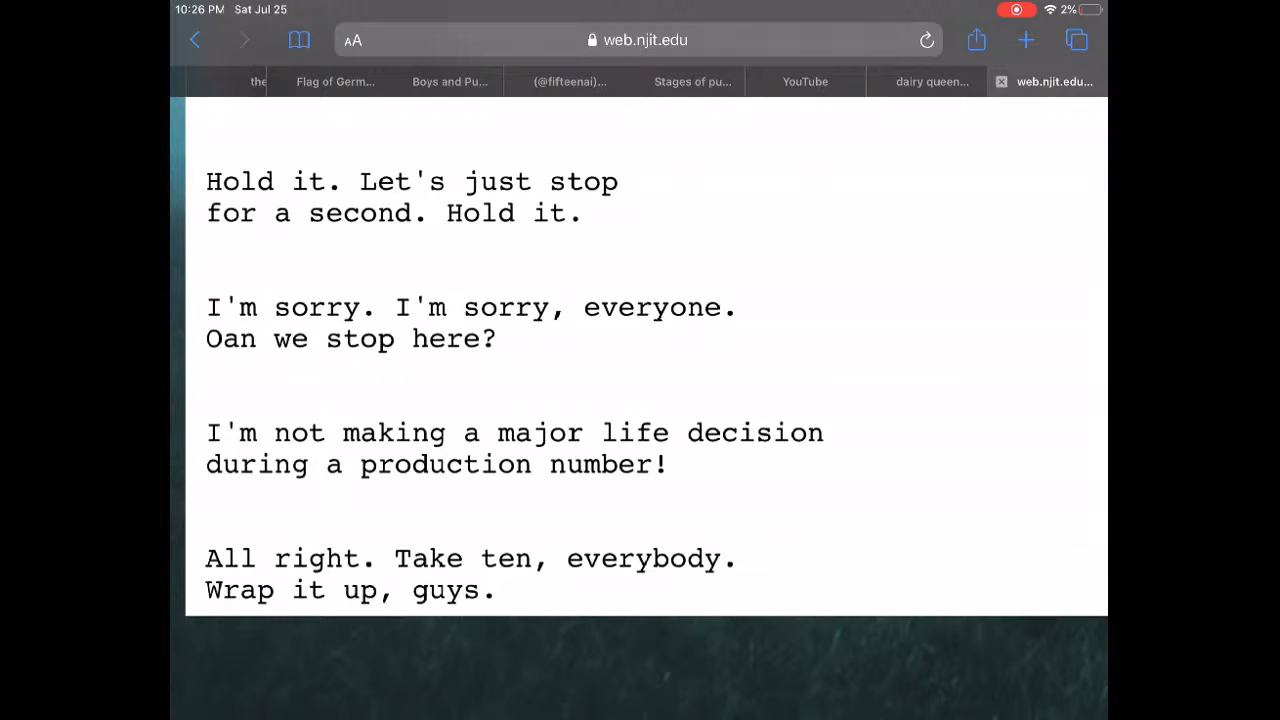 10:26 PM Sat Jul 25 2%
AA web.njit.edu
the Flag of Germ... Boys and Pu... (@fifteenai)... Stages of pu... YouTube dairy queen... web.njit.edu...
Hold it. Let's just stop
for a second. Hold it.
I'm sorry. I'm sorry, everyone.
Oan we stop here?
I'm not making a major life decision
during a production number!
All right. Take ten, everybody.
Wrap it up, guys.